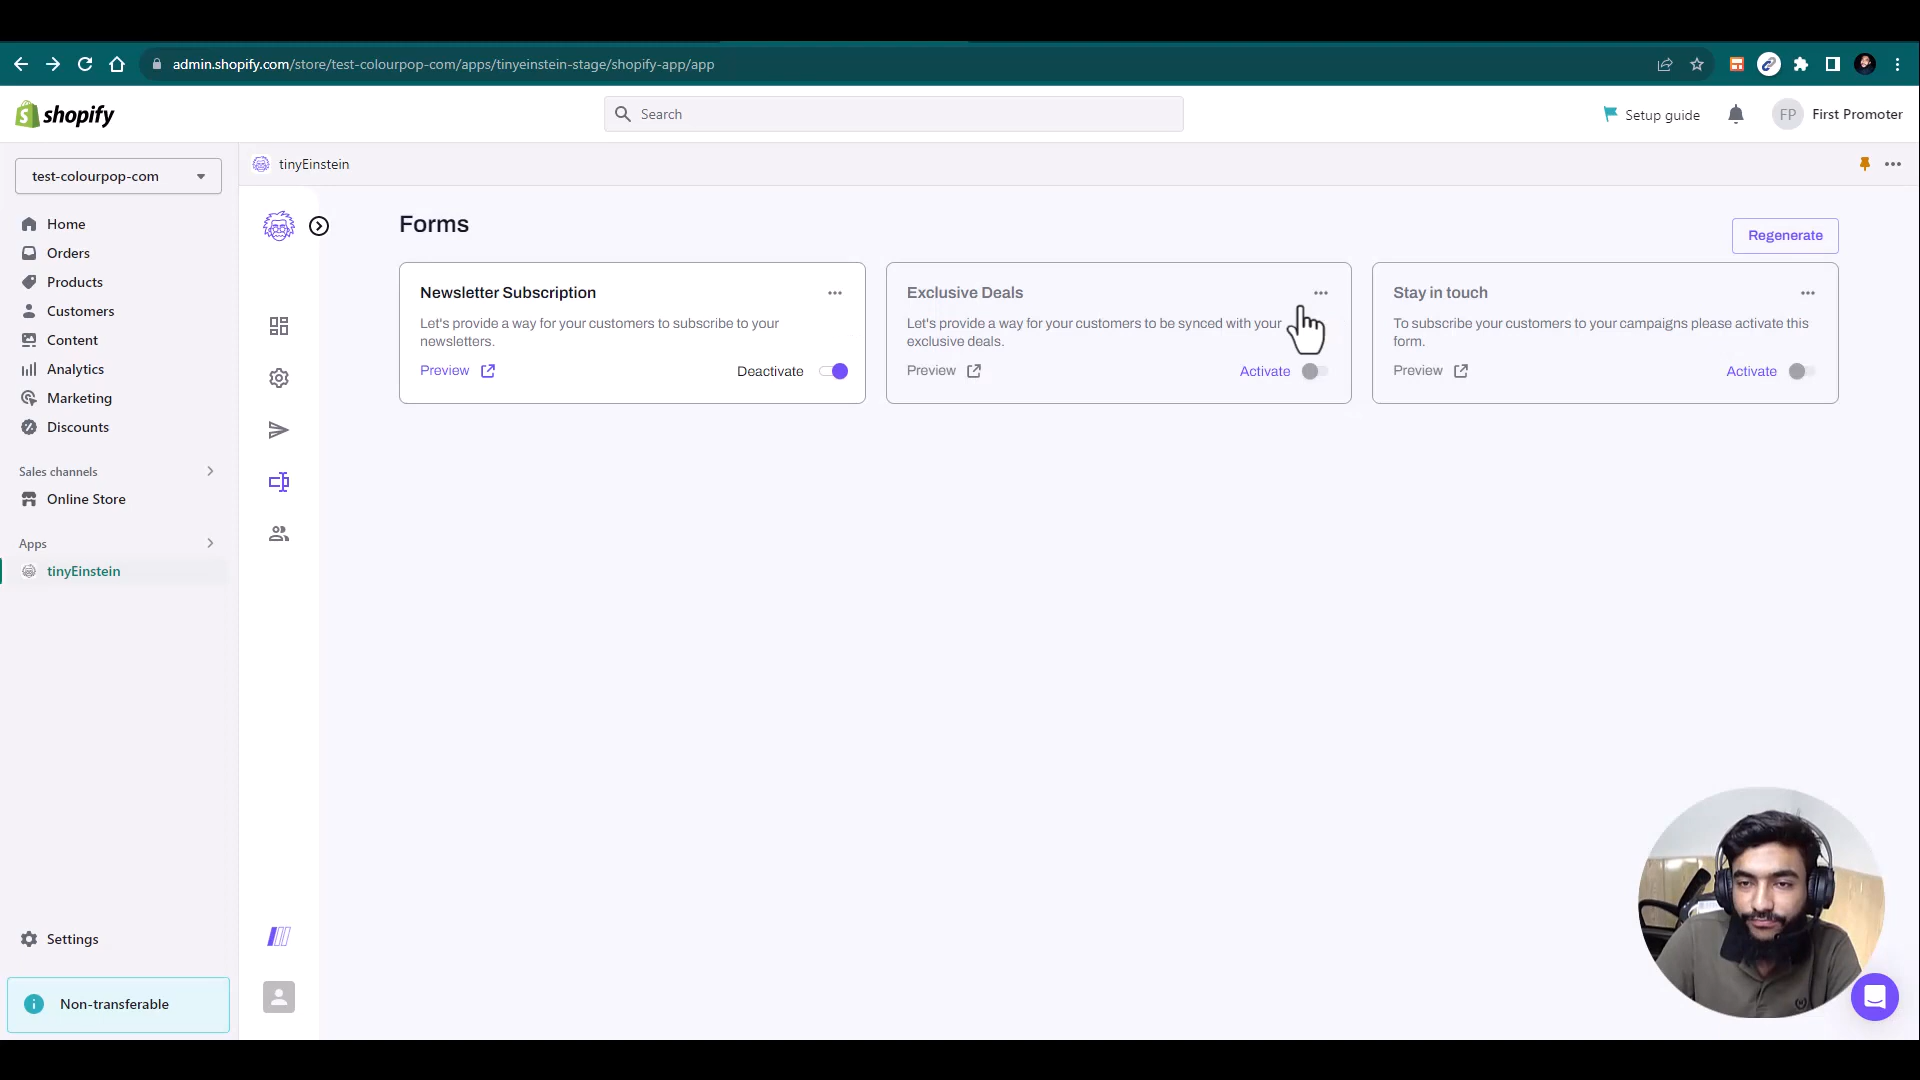 admin.shopify.com/store/test-colourpop-com/apps/tinyeinstein-stage/shopify-app/app
shopify
Search
Setup guide
FP
First Promoter
test-colourpop-com
tinyEinstein
Home
Orders
Products
Customers
Content
Analytics
Marketing
Discounts
Sales channels
Online Store
Apps
tinyEinstein
Settings
Non-transferable
Forms
Regenerate
Newsletter Subscription
Let's provide a way for your customers to subscribe to your
newsletters.
Preview
Deactivate
Exclusive Deals
Let's provide a way for your customers to be synced with your
exclusive deals.
Preview
Activate
Stay in touch
To subscribe your customers to your campaigns please activate this
form.
Preview
Activate